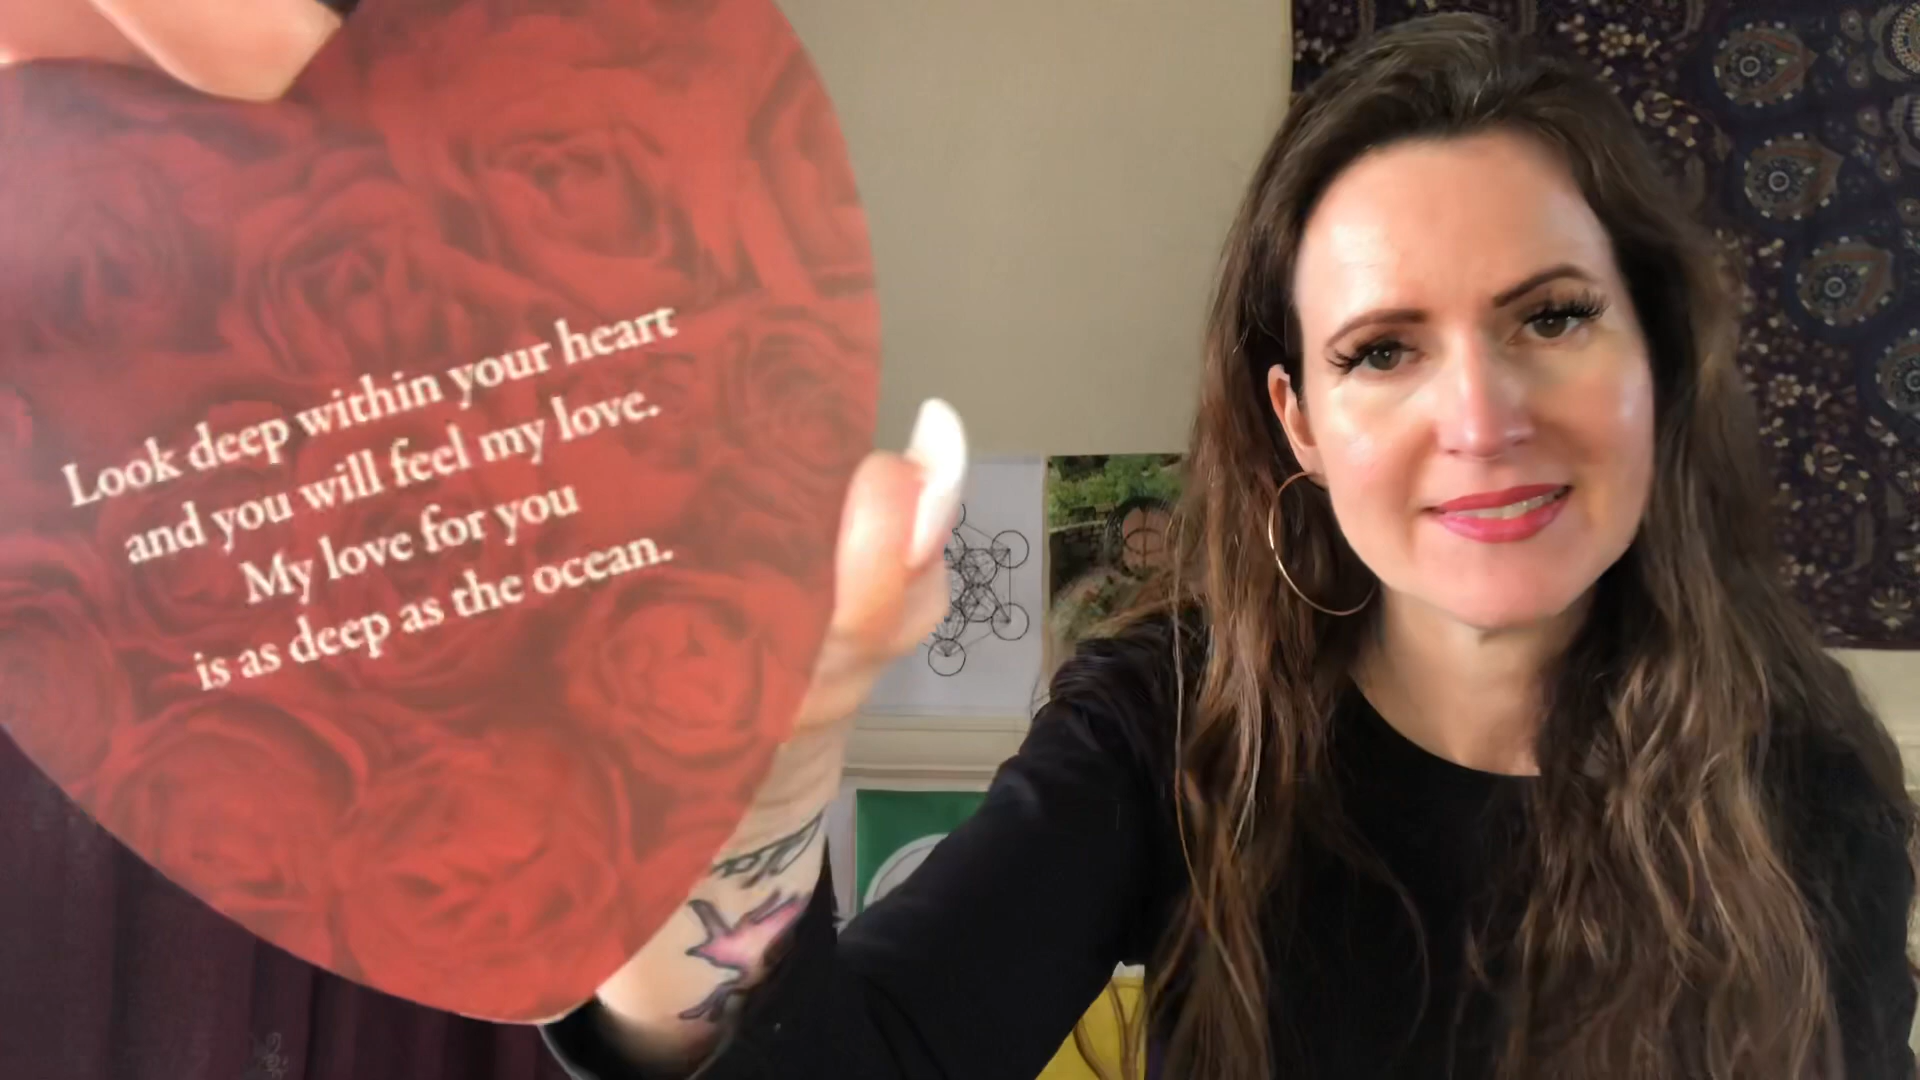 Look deep within your heart
and you will feel my love.
My love for you
is as deep as the ocean.